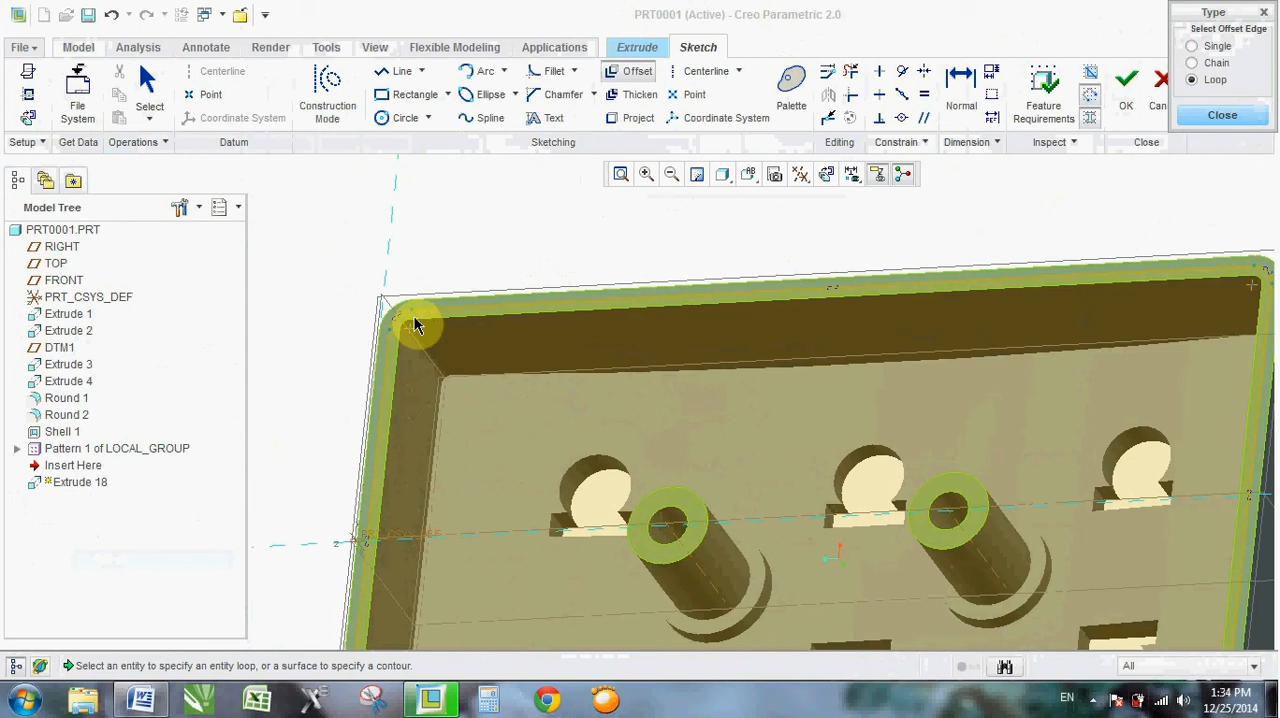 PRT0001 (Active) - Creo Parametric 2.0
Type
Select Offset Edge
Single
Chain
Loop
Close
File
Model
Analysis
Annotate
Render
Tools
View
Flexible Modeling
Applications
Extrude
Sketch
File System
Select
Centerline
Point
Coordinate System
Construction Mode
Line
Rectangle
Circle
Arc
Ellipse
Spline
Fillet
Chamfer
Text
Offset
Thicken
Project
Centerline
Point
Coordinate System
Palette
Normal
Feature Requirements
OK
Can
Setup
Get Data
Operations
Datum
Sketching
Editing
Constrain
Dimension
Inspect
Close
Model Tree
PRT0001.PRT
RIGHT
TOP
FRONT
PRT_CSYS_DEF
Extrude 1
Extrude 2
DTM1
Extrude 3
Extrude 4
Round 1
Round 2
Shell 1
Pattern 1 of LOCAL_GROUP
Insert Here
Extrude 18
Select an entity to specify an entity loop, or a surface to specify a contour.
All
EN
1:34 PM
12/25/2014